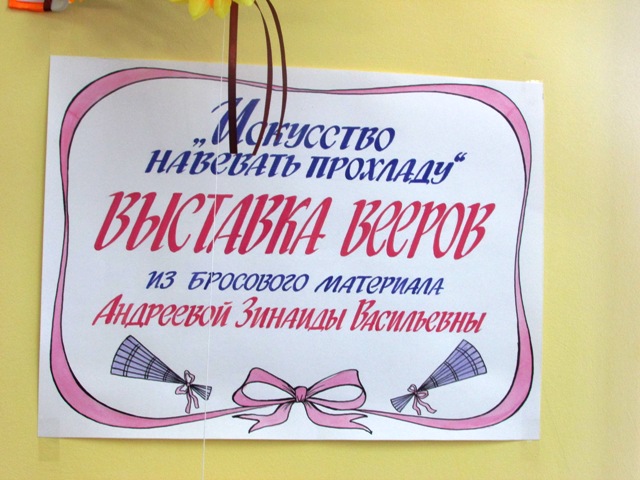 „Искусство
навевать прохладу“
Выставка вееров
из бросового материала
Андреевой Зинаиды Васильевны